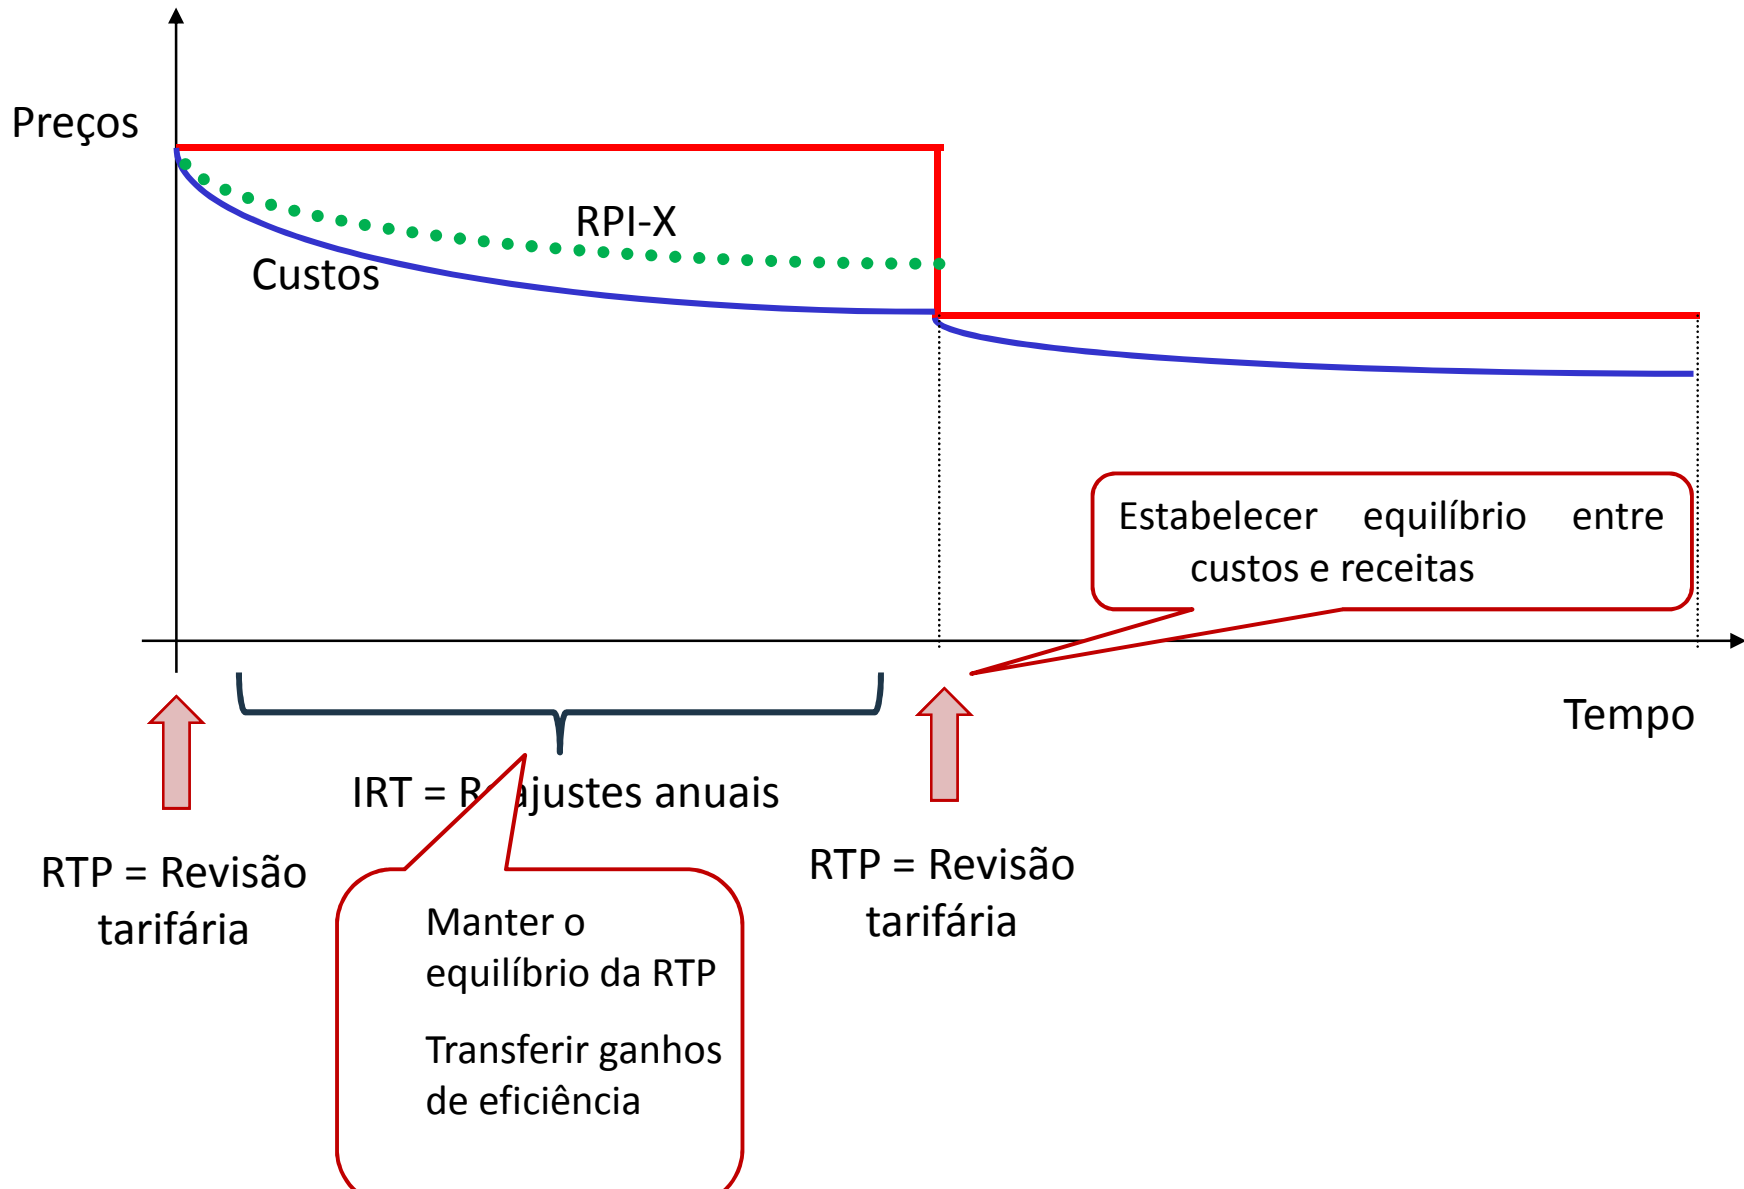 Preços
RPI-X
Custos
Estabelecer equilíbrio entre
custos e receitas
Tempo
IRT = Reajustes anuais
RTP = Revisão
tarifária
RTP = Revisão
tarifária
Manter o
equilíbrio da RTP
Transferir ganhos
de eficiência